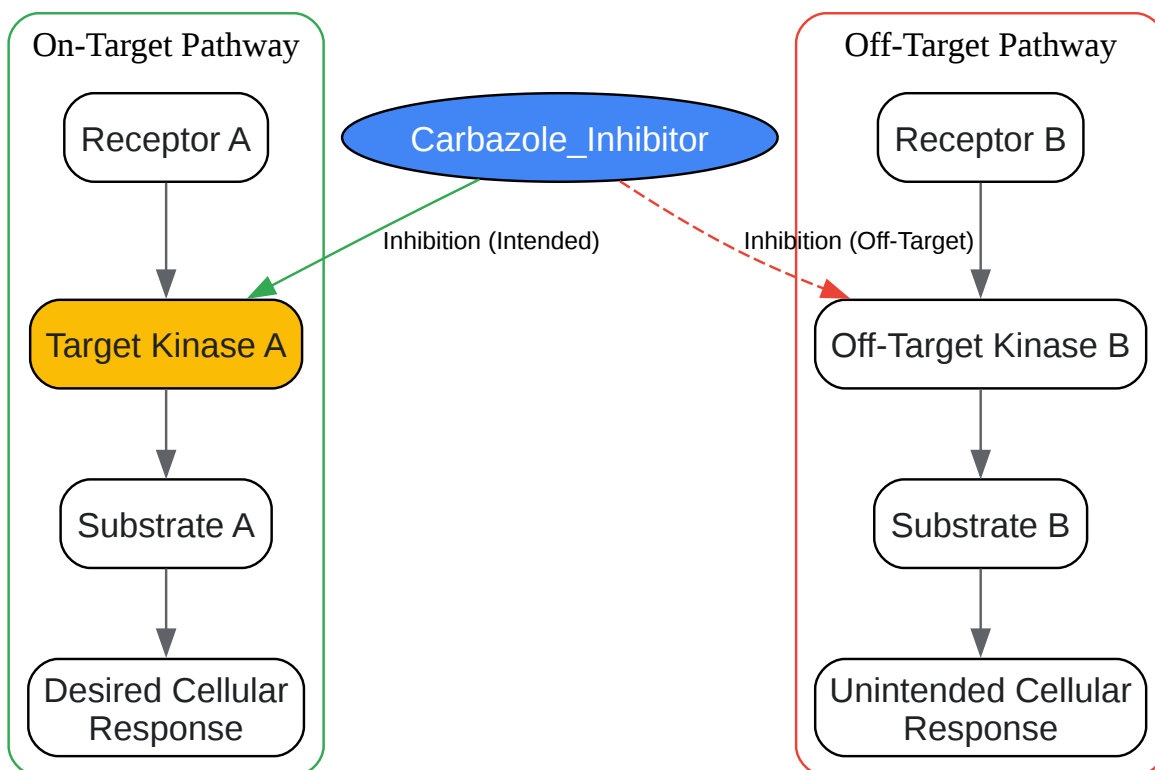 On-Target Pathway
Off-Target Pathway
Receptor A
Carbazole_Inhibitor
Receptor B
Inhibition (Intended)
Inhibition (Off-Target)
Target Kinase A
Off-Target Kinase B
Substrate A
Substrate B
Desired Cellular
Response
Unintended Cellular
Response